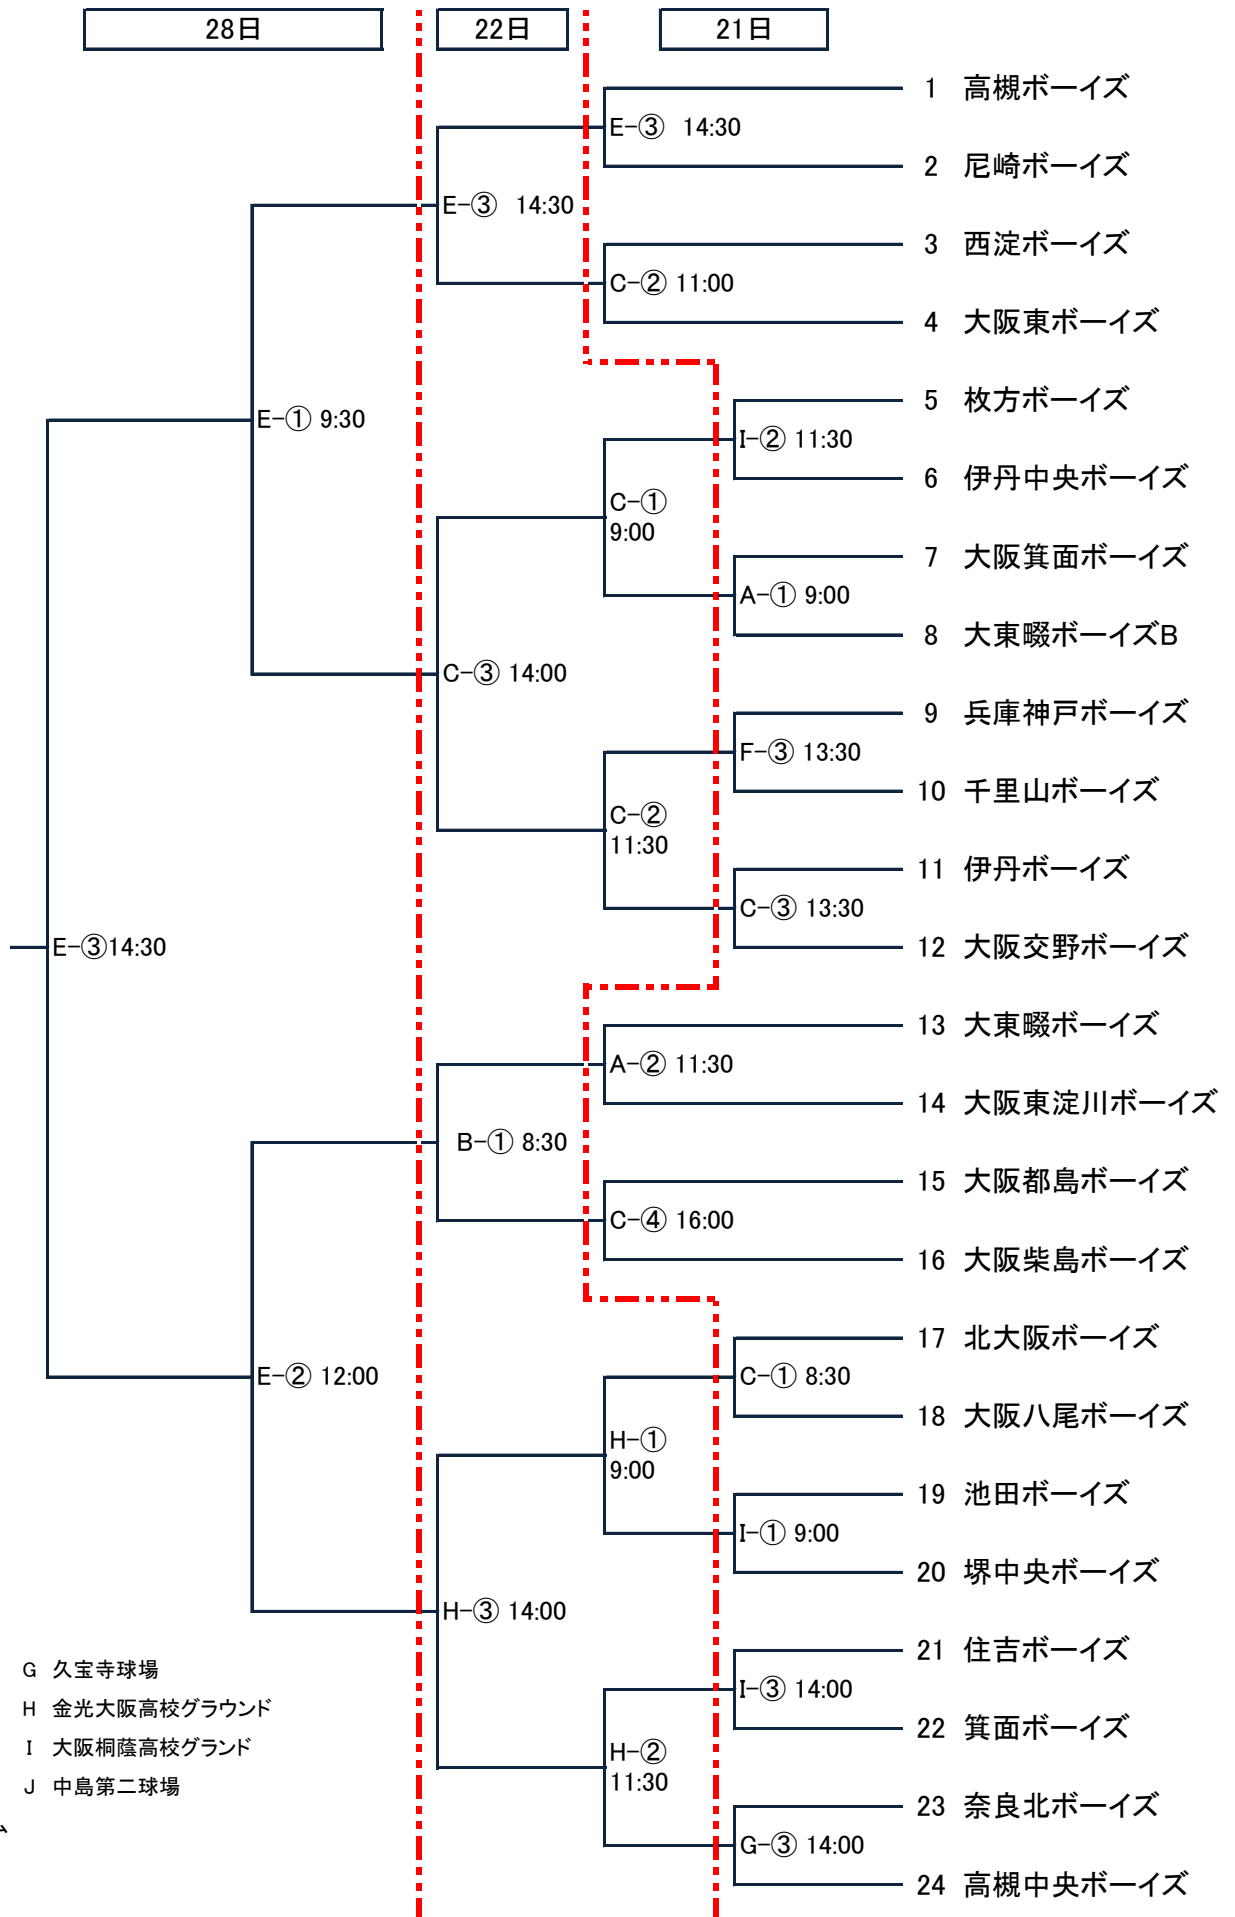 28日 22日 21日
1 高槻ボーイズ
E-③ 14:30
2 尼崎ボーイズ
E-③ 14:30
3 西淀ボーイズ
C-② 11:00
4 大阪東ボーイズ
5 枚方ボーイズ
E-① 9:30
I-② 11:30
6 伊丹中央ボーイズ
C-①
9:00
7 大阪箕面ボーイズ
A-① 9:00
8 大東畷ボーイズB
C-③ 14:00
9 兵庫神戸ボーイズ
F-③ 13:30
10 千里山ボーイズ
C-②
11:30
11 伊丹ボーイズ
C-③ 13:30
12 大阪交野ボーイズ
E-③14:30
13 大東畷ボーイズ
A-② 11:30
14 大阪東淀川ボーイズ
B-① 8:30
15 大阪都島ボーイズ
C-④ 16:00
16 大阪柴島ボーイズ
17 北大阪ボーイズ
E-② 12:00
C-① 8:30
18 大阪八尾ボーイズ
H-①
9:00
19 池田ボーイズ
I-① 9:00
20 堺中央ボーイズ
H-③ 14:00
21 住吉ボーイズ
I-③ 14:00
22 箕面ボーイズ
H-②
11:30
23 奈良北ボーイズ
G-③ 14:00
24 高槻中央ボーイズ
G 久宝寺球場
H 金光大阪高校グラウンド
I 大阪桐蔭高校グランド
J 中島第二球場